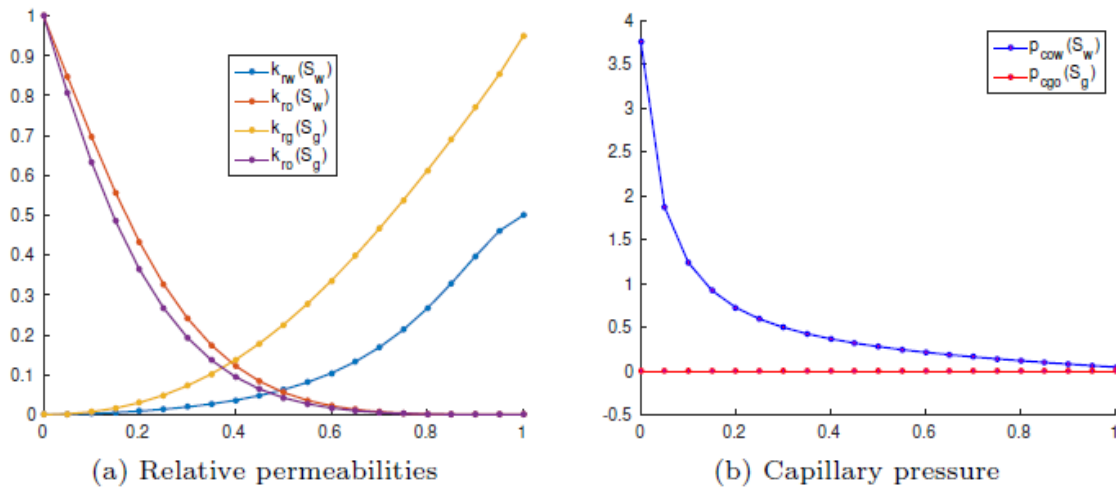 1
0.9
0.8
0.7
0.6
0.5
0.4
0.3
0.2
0.1
0
0 0.2 0.4 0.6 0.8 1
k_rw(S_w)
k_ro(S_w)
k_rg(S_g)
k_ro(S_g)
(a) Relative permeabilities
4
3.5
3
2.5
2
1.5
1
0.5
0
-0.5
0 0.2 0.4 0.6 0.8 1
p_cow(S_w)
p_cgo(S_g)
(b) Capillary pressure